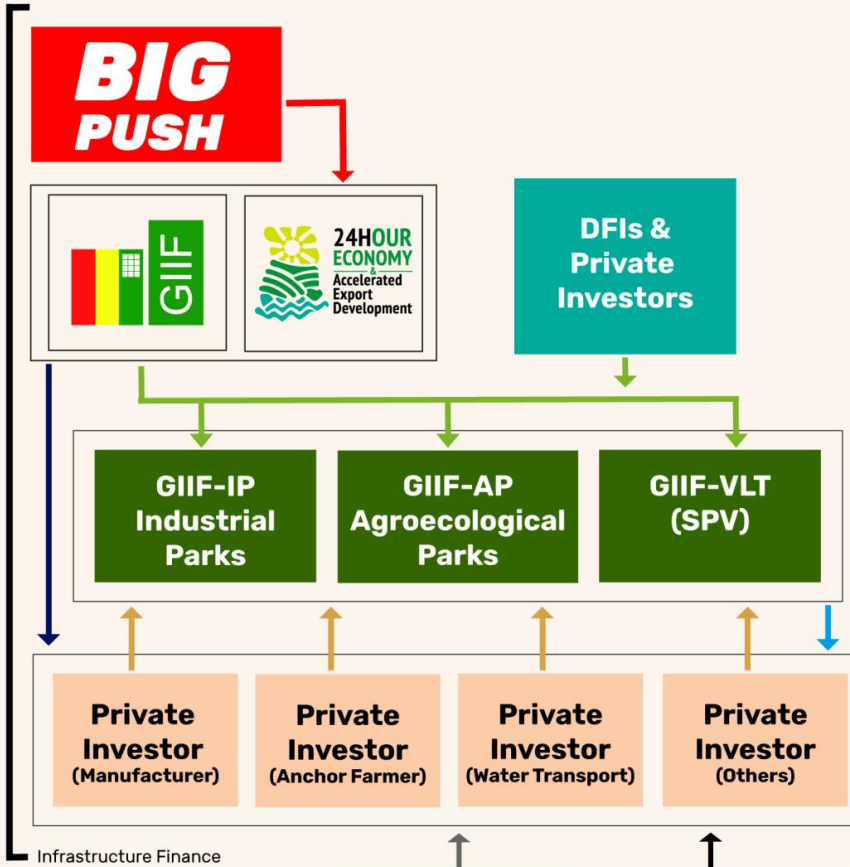 BIG
PUSH
GIIF
24HOUR
ECONOMY
&
Accelerated
Export
Development
DFIs &
Private
Investors
GIIF-IP
Industrial
Parks
GIIF-AP
Agroecological
Parks
GIIF-VLT
(SPV)
Private
Investor
(Manufacturer)
Private
Investor
(Anchor Farmer)
Private
Investor
(Water Transport)
Private
Investor
(Others)
Infrastructure Finance